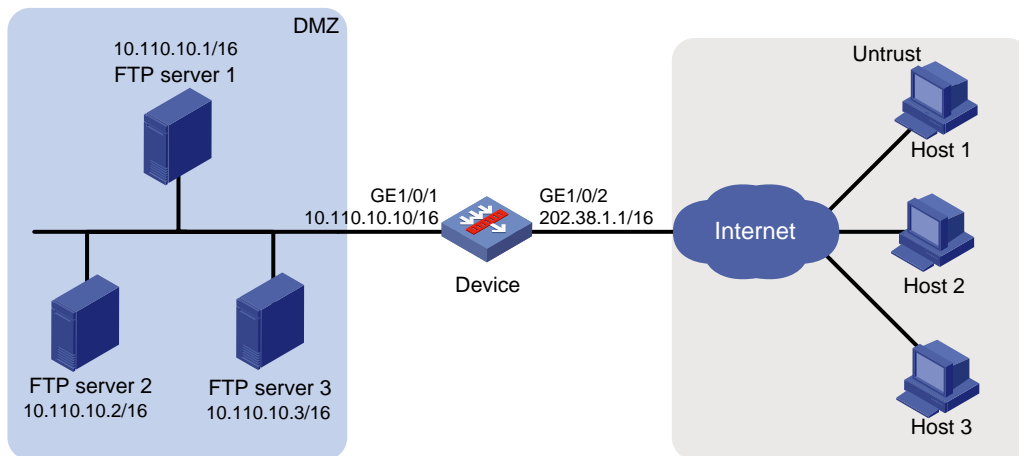 DMZ
10.110.10.1/16
FTP server 1
FTP server 2
10.110.10.2/16
FTP server 3
10.110.10.3/16
GE1/0/1
10.110.10.10/16
GE1/0/2
202.38.1.1/16
Device
Internet
Untrust
Host 1
Host 2
Host 3